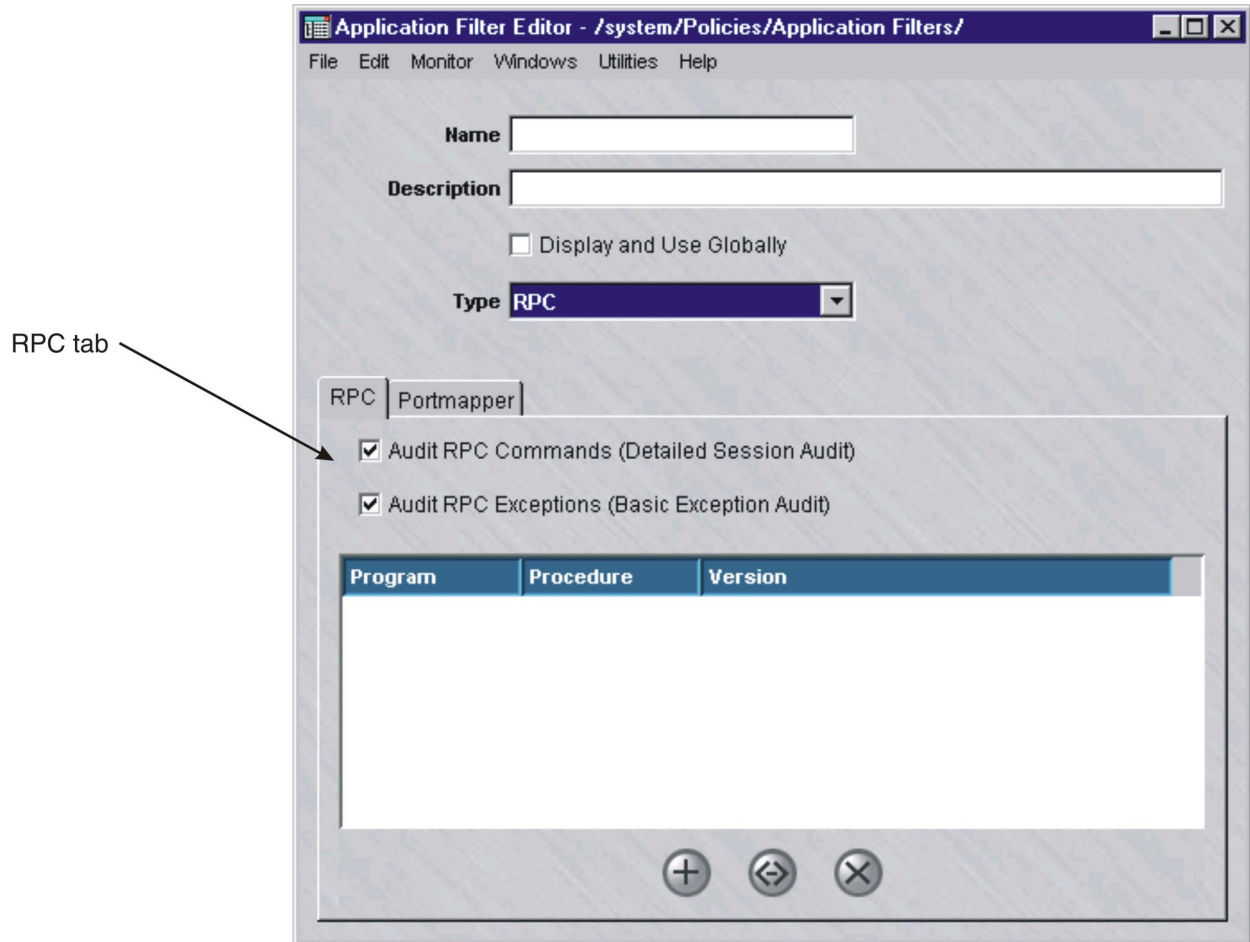 Application Filter Editor - /system/Policies/Application Filters/
File Edit Monitor Windows Utilities Help
Name
Description
Display and Use Globally
Type RPC
RPC tab
RPC Portmapper
Audit RPC Commands (Detailed Session Audit)
Audit RPC Exceptions (Basic Exception Audit)
Program Procedure Version